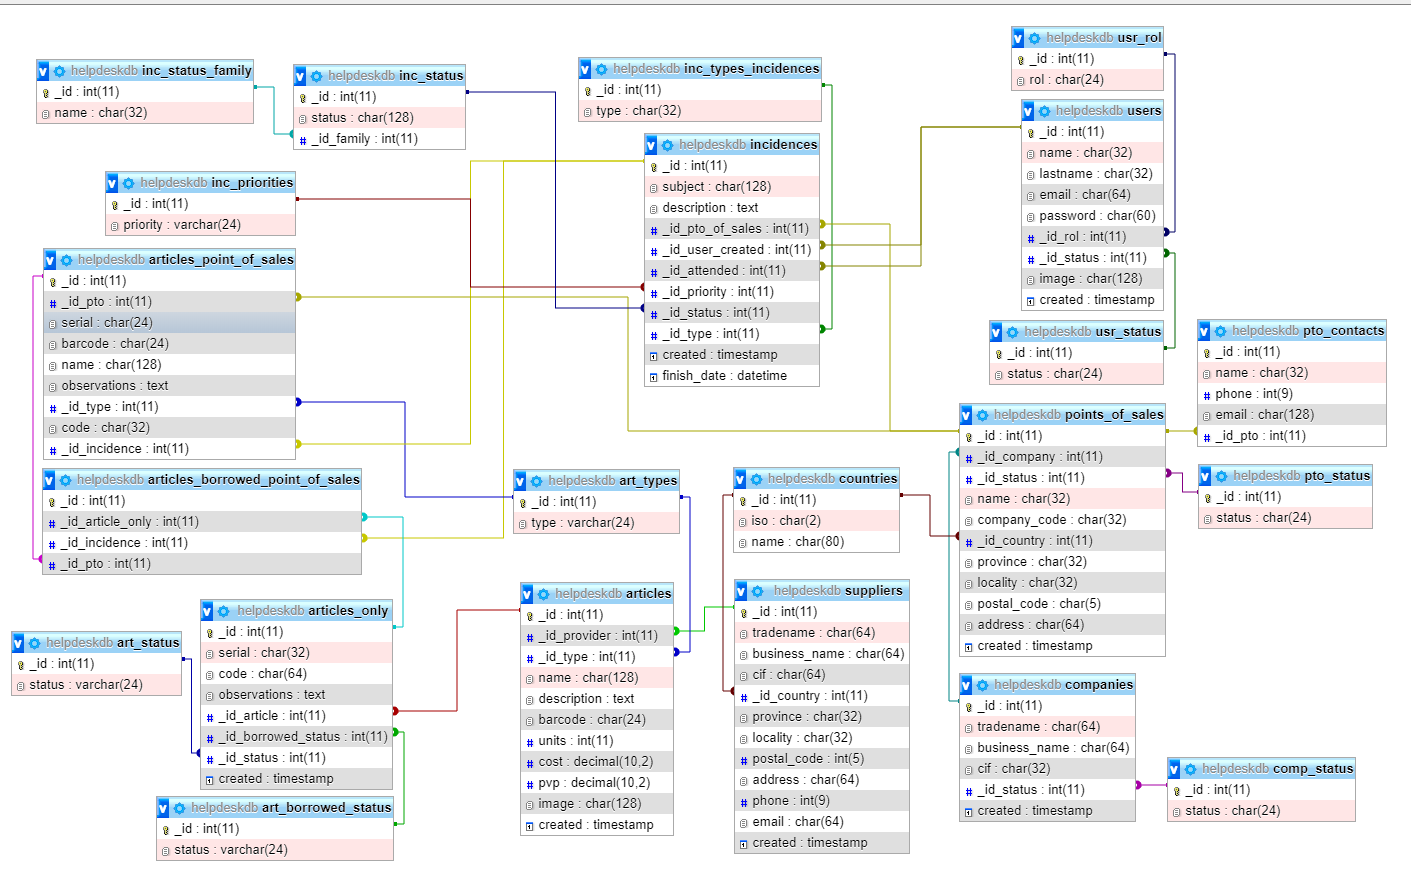 helpdeskdb inc_status_family
_id : int(11)
name : char(32)
helpdeskdb inc_status
_id : int(11)
status : char(128)
_id_family : int(11)
helpdeskdb inc_types_incidences
_id : int(11)
type : char(32)
helpdeskdb usr_rol
_id : int(11)
rol : char(24)
helpdeskdb users
_id : int(11)
name : char(32)
lastname : char(32)
email : char(64)
password : char(60)
_id_rol : int(11)
_id_status : int(11)
image : char(128)
created : timestamp
helpdeskdb incidences
_id : int(11)
subject : char(128)
description : text
_id_pto_of_sales : int(11)
_id_user_created : int(11)
_id_attended : int(11)
_id_priority : int(11)
_id_status : int(11)
_id_type : int(11)
created : timestamp
finish_date : datetime
helpdeskdb inc_priorities
_id : int(11)
priority : varchar(24)
helpdeskdb articles_point_of_sales
_id : int(11)
_id_pto : int(11)
serial : char(24)
barcode : char(24)
name : char(128)
observations : text
_id_type : int(11)
code : char(32)
_id_incidence : int(11)
helpdeskdb usr_status
_id : int(11)
status : char(24)
helpdeskdb pto_contacts
_id : int(11)
name : char(32)
phone : int(9)
email : char(128)
_id_pto : int(11)
helpdeskdb points_of_sales
_id : int(11)
_id_company : int(11)
_id_status : int(11)
name : char(32)
company_code : char(32)
_id_country : int(11)
province : char(32)
locality : char(32)
postal_code : char(5)
address : char(64)
created : timestamp
helpdeskdb pto_status
_id : int(11)
status : char(24)
helpdeskdb articles_borrowed_point_of_sales
_id : int(11)
_id_article_only : int(11)
_id_incidence : int(11)
_id_pto : int(11)
helpdeskdb art_types
_id : int(11)
type : varchar(24)
helpdeskdb countries
_id : int(11)
iso : char(2)
name : char(80)
helpdeskdb articles_only
_id : int(11)
serial : char(32)
code : char(64)
observations : text
_id_article : int(11)
_id_borrowed_status : int(11)
_id_status : int(11)
created : timestamp
helpdeskdb art_status
_id : int(11)
status : varchar(24)
helpdeskdb articles
_id : int(11)
_id_provider : int(11)
_id_type : int(11)
name : char(128)
description : text
barcode : char(24)
units : int(11)
cost : decimal(10,2)
pvp : decimal(10,2)
image : char(128)
created : timestamp
helpdeskdb suppliers
_id : int(11)
tradename : char(64)
business_name : char(64)
cif : char(64)
_id_country : int(11)
province : char(32)
locality : char(32)
postal_code : int(5)
address : char(64)
phone : int(9)
email : char(64)
created : timestamp
helpdeskdb companies
_id : int(11)
tradename : char(64)
business_name : char(64)
cif : char(32)
_id_status : int(11)
created : timestamp
helpdeskdb comp_status
_id : int(11)
status : char(24)
helpdeskdb art_borrowed_status
_id : int(11)
status : varchar(24)